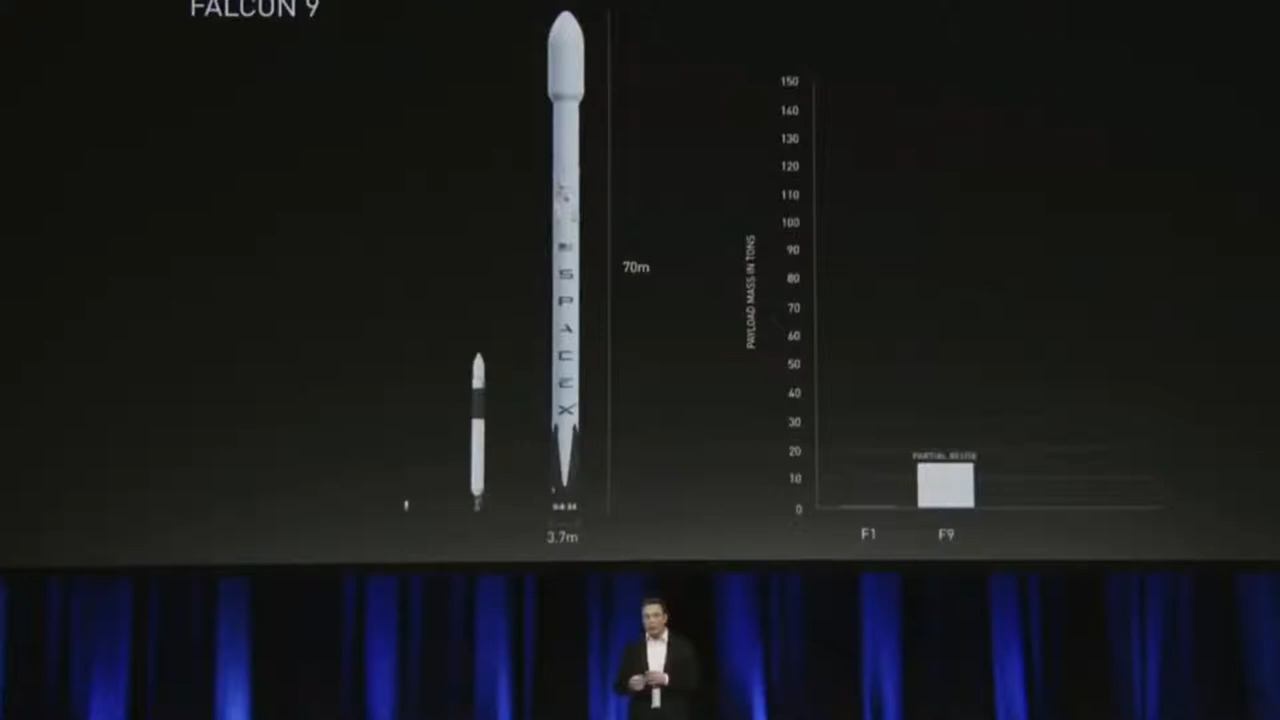 FALCON 9
S
P
A
C
E
X
70m
3.7m
PAYLOAD MASS IN TONS
150
140
130
120
110
100
90
80
70
60
50
40
30
20
10
0
PARTIAL REUSE
F1
F9